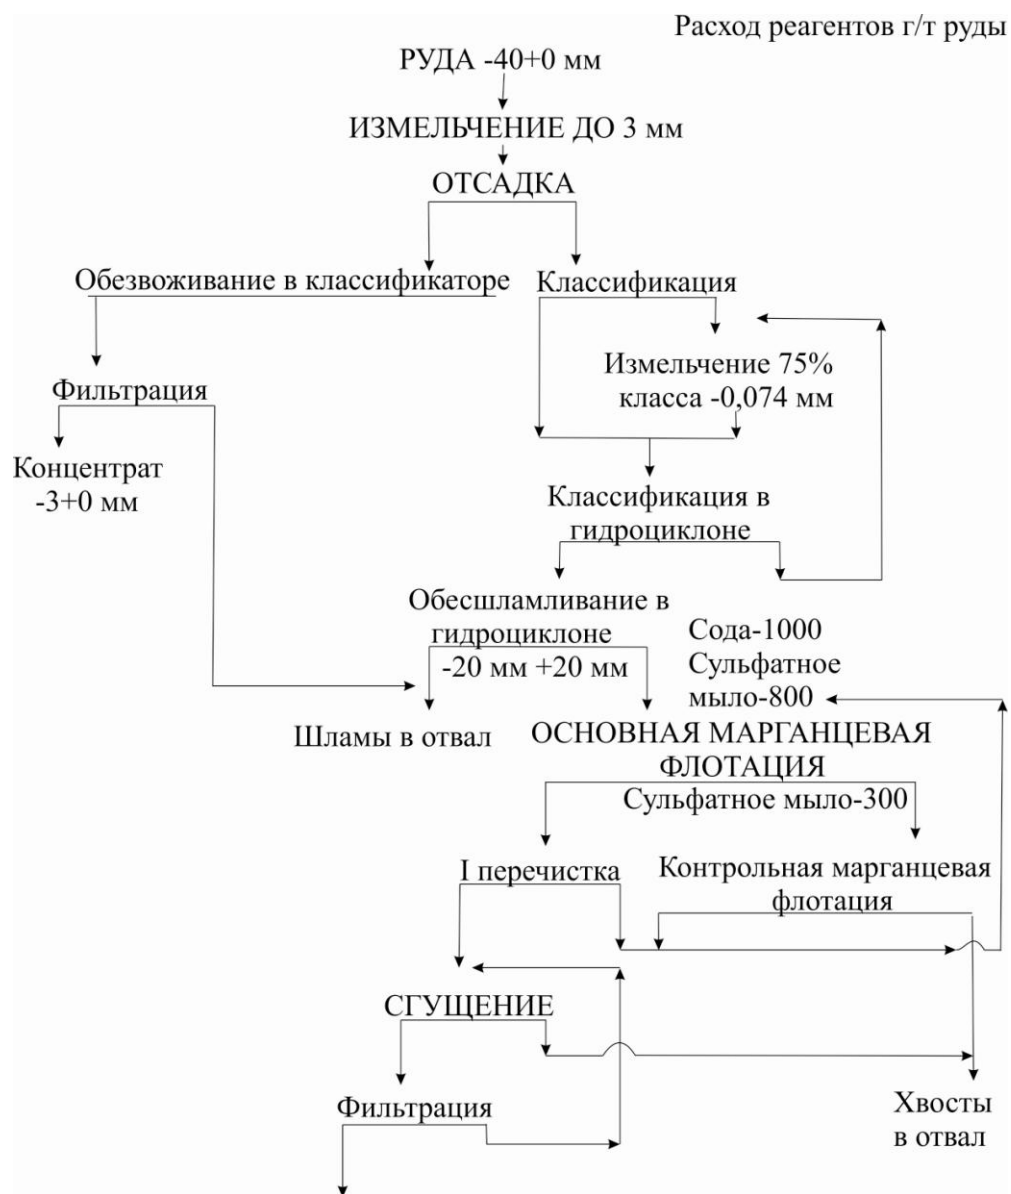 Расход реагентов г/т руды
РУДА -40+0 мм
ИЗМЕЛЬЧЕНИЕ ДО 3 мм
ОТСАДКА
Обезвоживание в классификаторе
Классификация
Измельчение 75%
класса -0,074 мм
Фильтрация
Концентрат
-3+0 мм
Классификация в
гидроциклоне
Обесшламливание в
гидроциклоне
-20 мм +20 мм
Сода-1000
Сульфатное
мыло-800
Шламы в отвал
ОСНОВНАЯ МАРГАНЦЕВАЯ
ФЛОТАЦИЯ
Сульфатное мыло-300
I перечистка
Контрольная марганцевая
флотация
СГУЩЕНИЕ
Фильтрация
Хвосты
в отвал